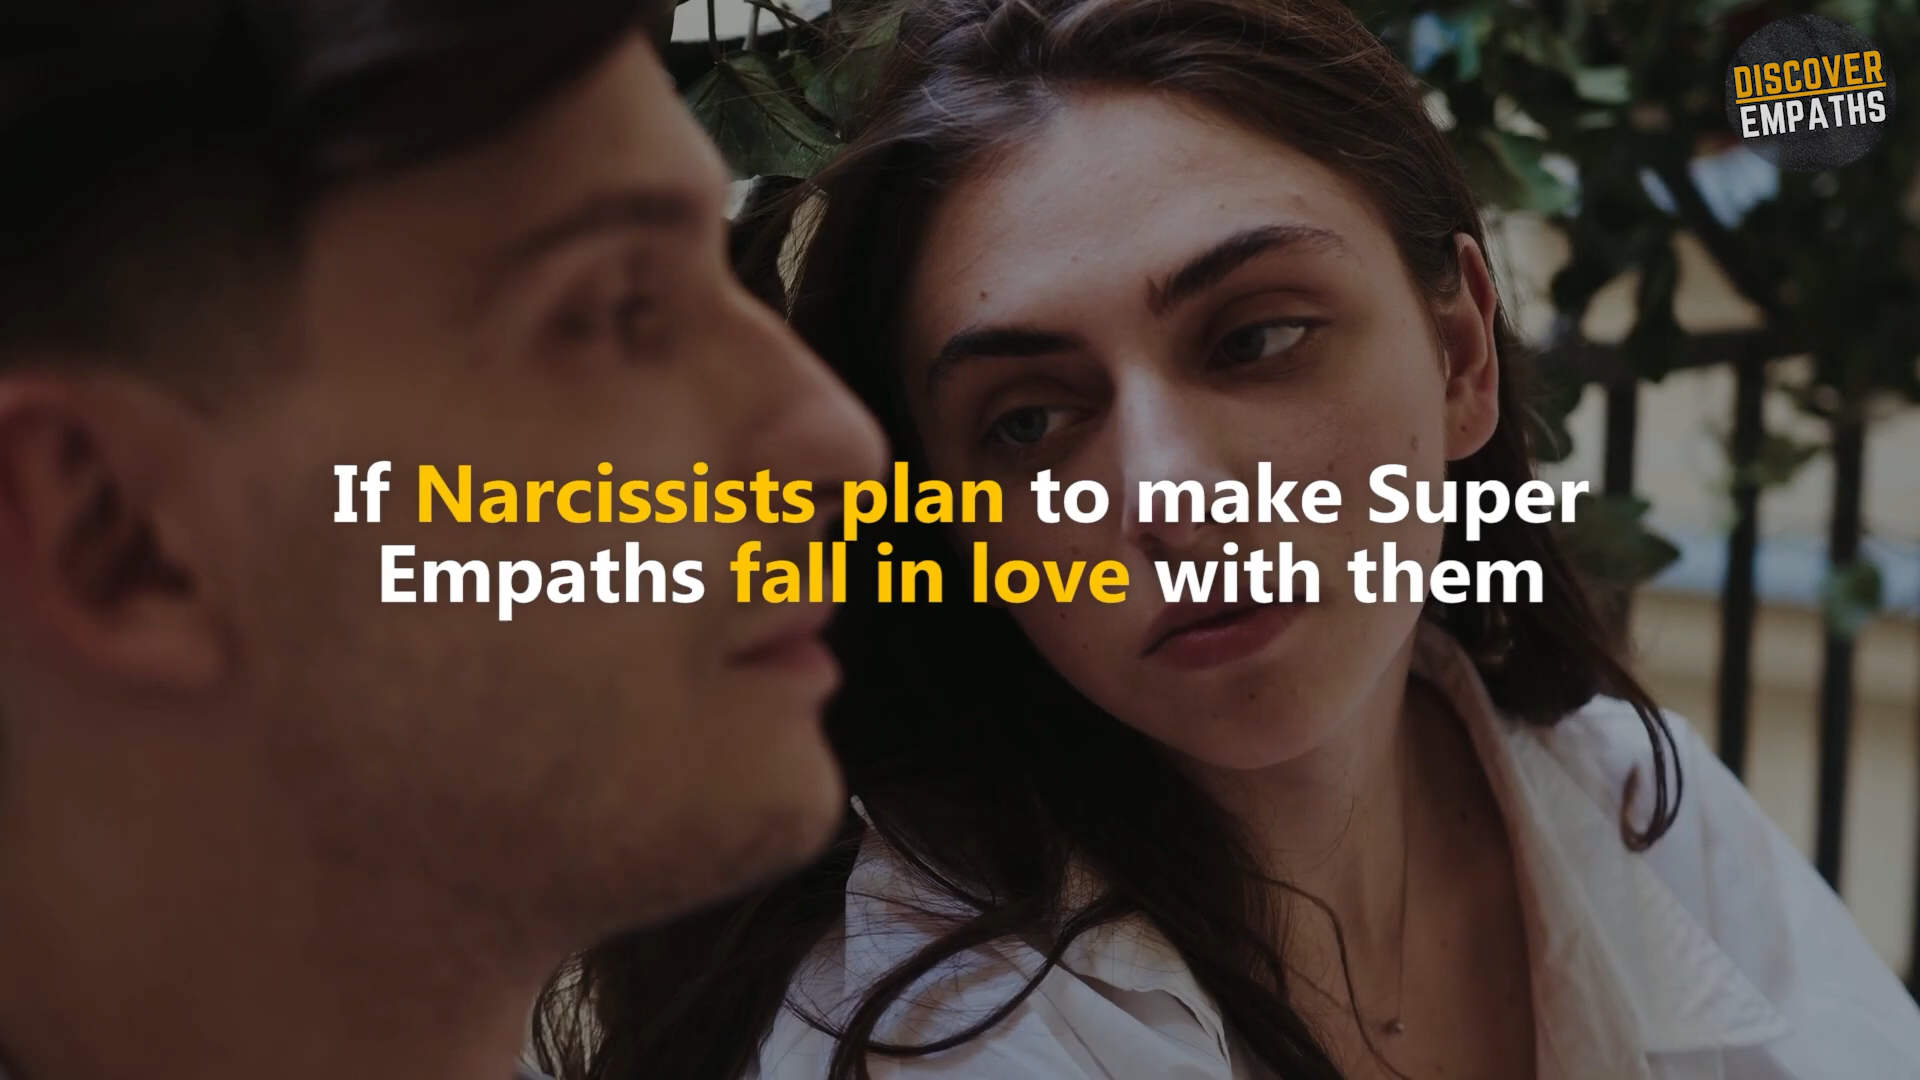 DISCOVER
EMPATHS
If Narcissists plan to make Super
Empaths fall in love with them